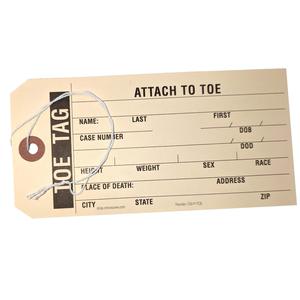 TOE TAG
ATTACH TO TOE
NAME: LAST FIRST
CASE NUMBER / / DOB
/ / DOD
HEIGHT WEIGHT SEX RACE
PLACE OF DEATH: ADDRESS
CITY STATE ZIP